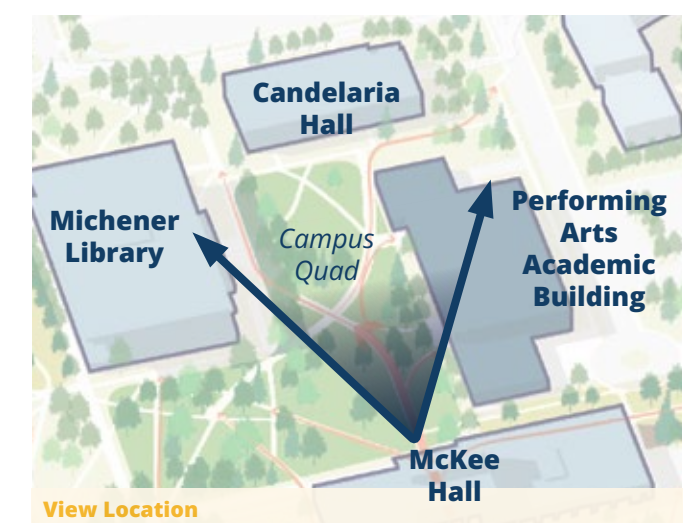 Candelaria
Hall
Michener
Library
Campus
Quad
Performing
Arts
Academic
Building
McKee
Hall
View Location